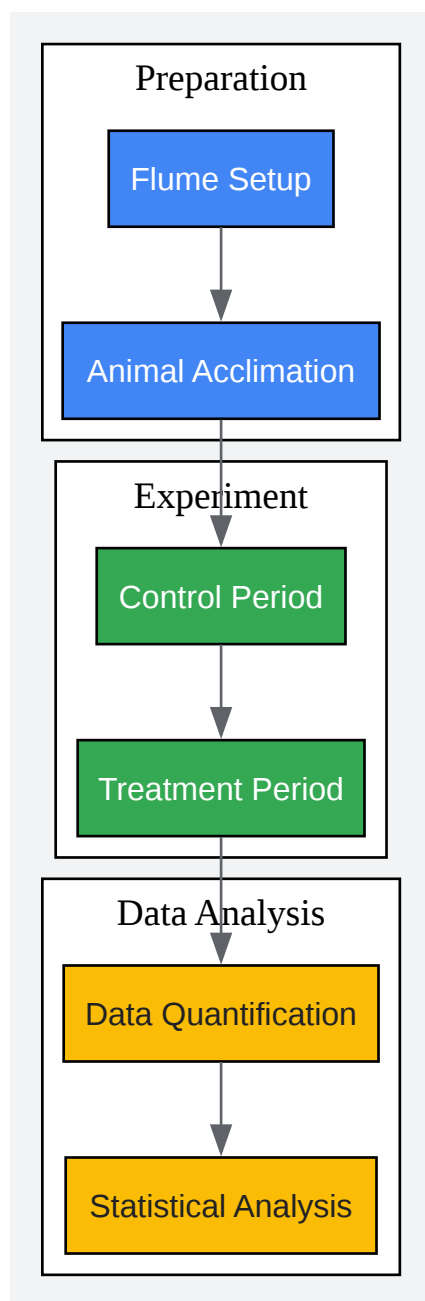 Preparation
Flume Setup
Animal Acclimation
Experiment
Control Period
Treatment Period
Data Analysis
Data Quantification
Statistical Analysis